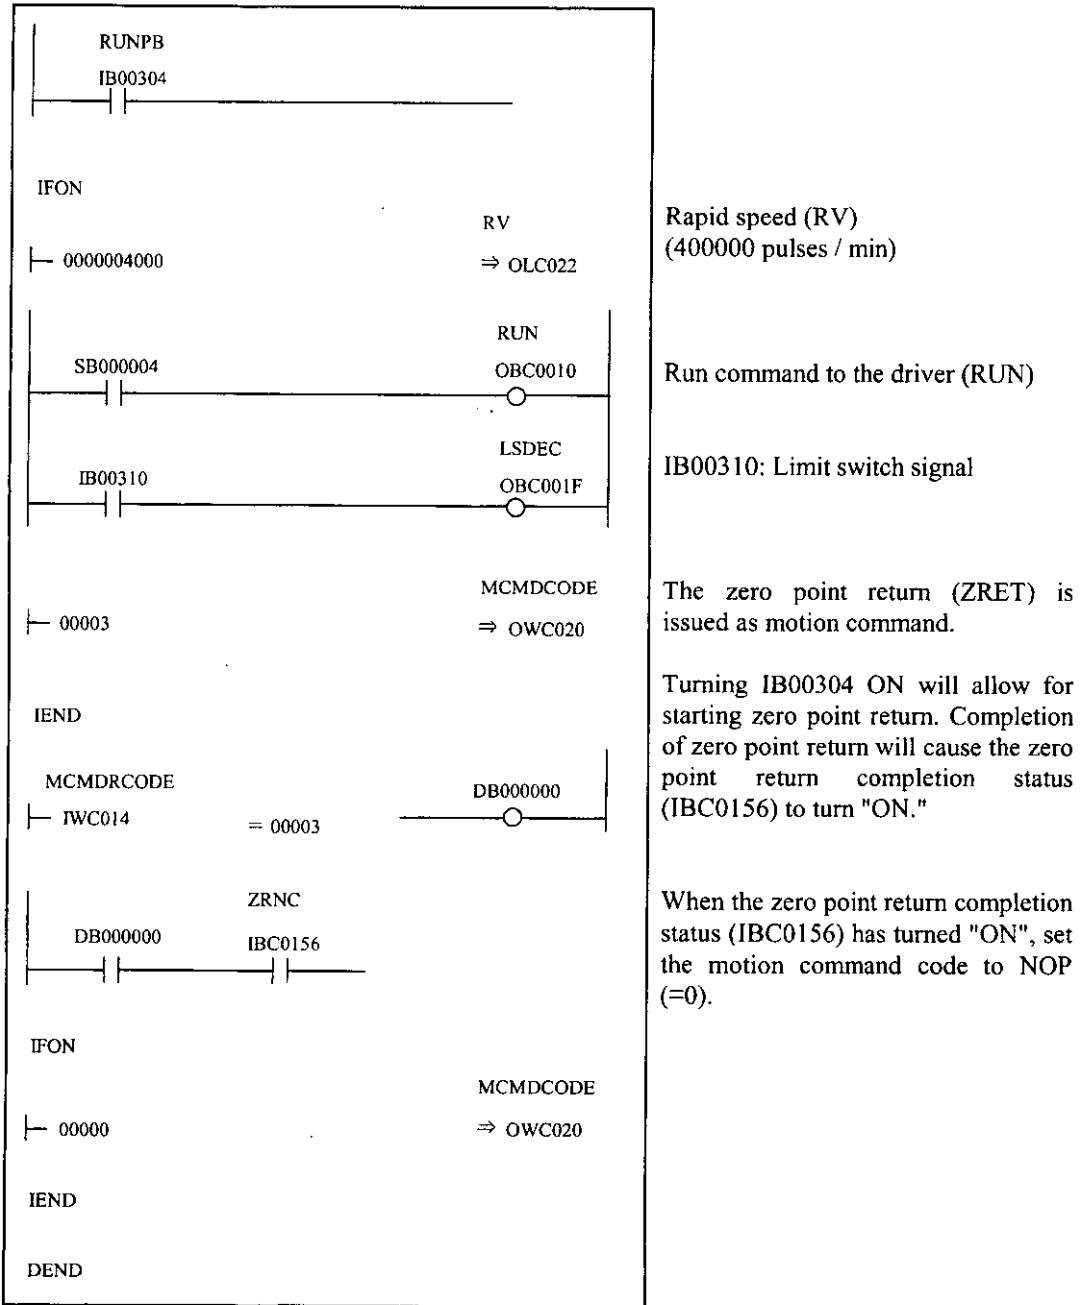 RUNPB
IB00304
IFON
RV
0000004000 ⇒ OLC022
Rapid speed (RV)
(400000 pulses / min)
RUN
SB000004 OBC0010
Run command to the driver (RUN)
LSDEC
IB00310 OBC001F
IB00310: Limit switch signal
MCMDCODE
00003 ⇒ OWC020
The zero point return (ZRET) is
issued as motion command.
IEND
Turning IB00304 ON will allow for
starting zero point return. Completion
of zero point return will cause the zero
point return completion status
(IBC0156) to turn "ON."
MCMDRCODE DB000000
IWC014 = 00003
ZRNC
DB000000 IBC0156
When the zero point return completion
status (IBC0156) has turned "ON", set
the motion command code to NOP
(=0).
IFON
MCMDCODE
00000 ⇒ OWC020
IEND
DEND